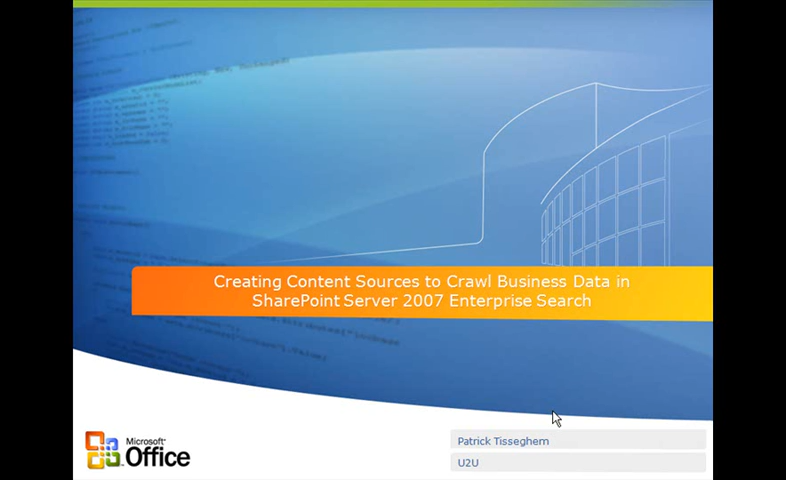 Creating Content Sources to Crawl Business Data in
SharePoint Server 2007 Enterprise Search
Microsoft
Office
Patrick Tisseghem
U2U